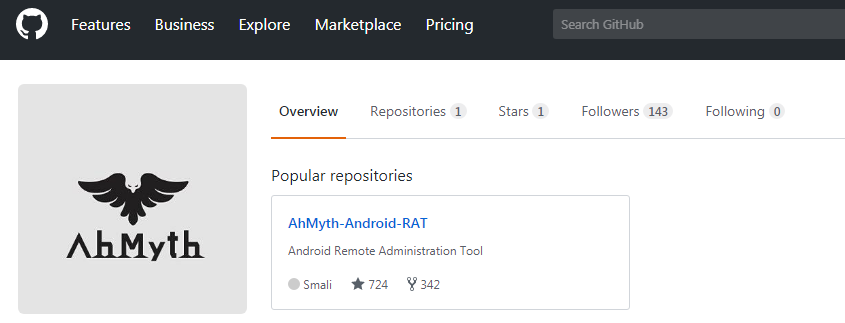 Features Business Explore Marketplace Pricing Search GitHub
Overview Repositories 1 Stars 1 Followers 143 Following 0
AhMyth
Popular repositories
AhMyth-Android-RAT
Android Remote Administration Tool
Smali 724 342